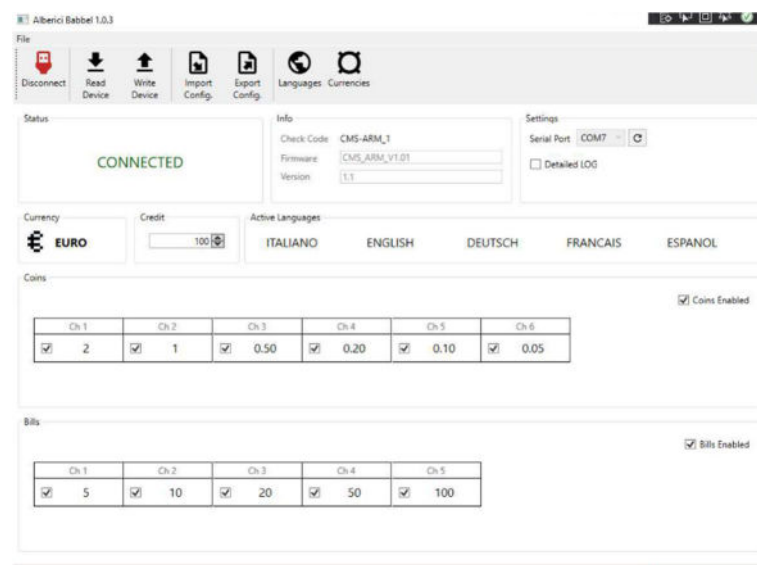 Alberici Babbel 1.0.3
File
Disconnect
Read Device
Write Device
Import Config.
Export Config.
Languages
Currencies
Status
CONNECTED
Info
Check Code CMS-ARM_1
Firmware CMS_ARM_V1.01
Version 1.1
Settings
Serial Port COM7
Detailed LOG
Currency
EURO
Credit
100
Active Languages
ITALIANO ENGLISH DEUTSCH FRANCAIS ESPANOL
Coins
Coins Enabled
Ch 1 Ch 2 Ch 3 Ch 4 Ch 5 Ch 6
2 1 0.50 0.20 0.10 0.05
Bills
Bills Enabled
Ch 1 Ch 2 Ch 3 Ch 4 Ch 5
5 10 20 50 100